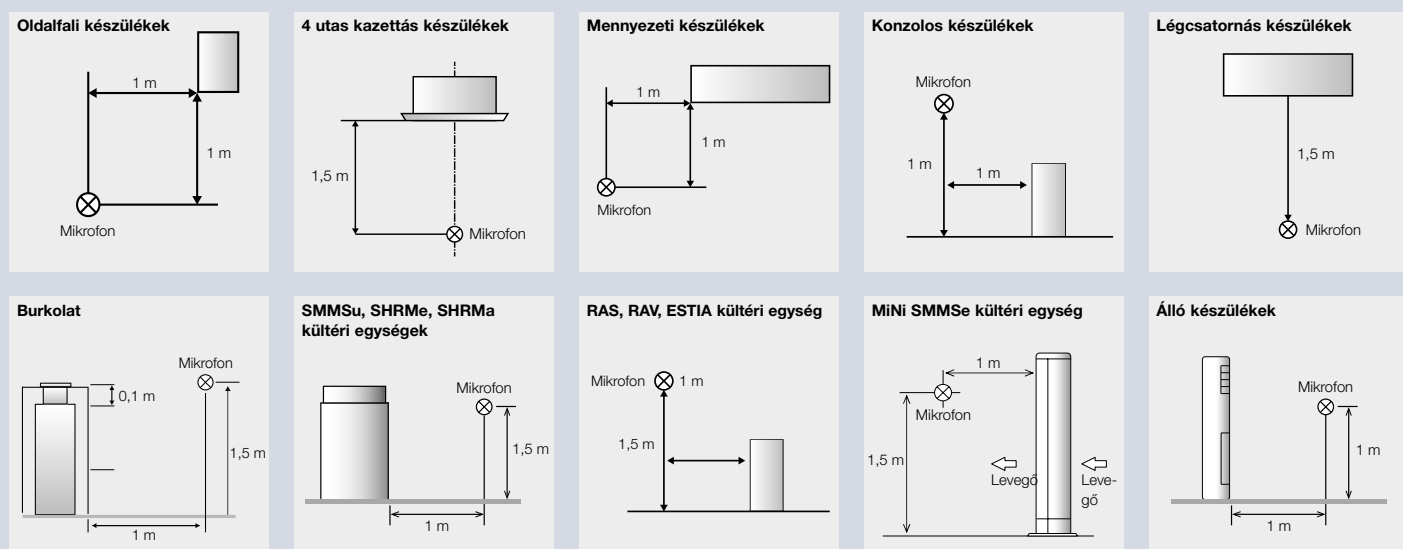 Oldalfali készülékek
1 m
1 m
Mikrofon
4 utas kazettás készülékek
1,5 m
Mikrofon
Mennyezeti készülékek
1 m
1 m
Mikrofon
Konzolos készülékek
Mikrofon
1 m
1 m
Légcsatornás készülékek
1,5 m
Mikrofon
Burkolat
Mikrofon
0,1 m
1,5 m
1 m
SMMSu, SHRMe, SHRMa
kültéri egységek
Mikrofon
1,5 m
1 m
RAS, RAV, ESTIA kültéri egység
Mikrofon 1 m
1,5 m
MiNi SMMSe kültéri egység
1 m
Mikrofon
1,5 m
Levegő
Leve-
gő
Álló készülékek
Mikrofon
1 m
1 m